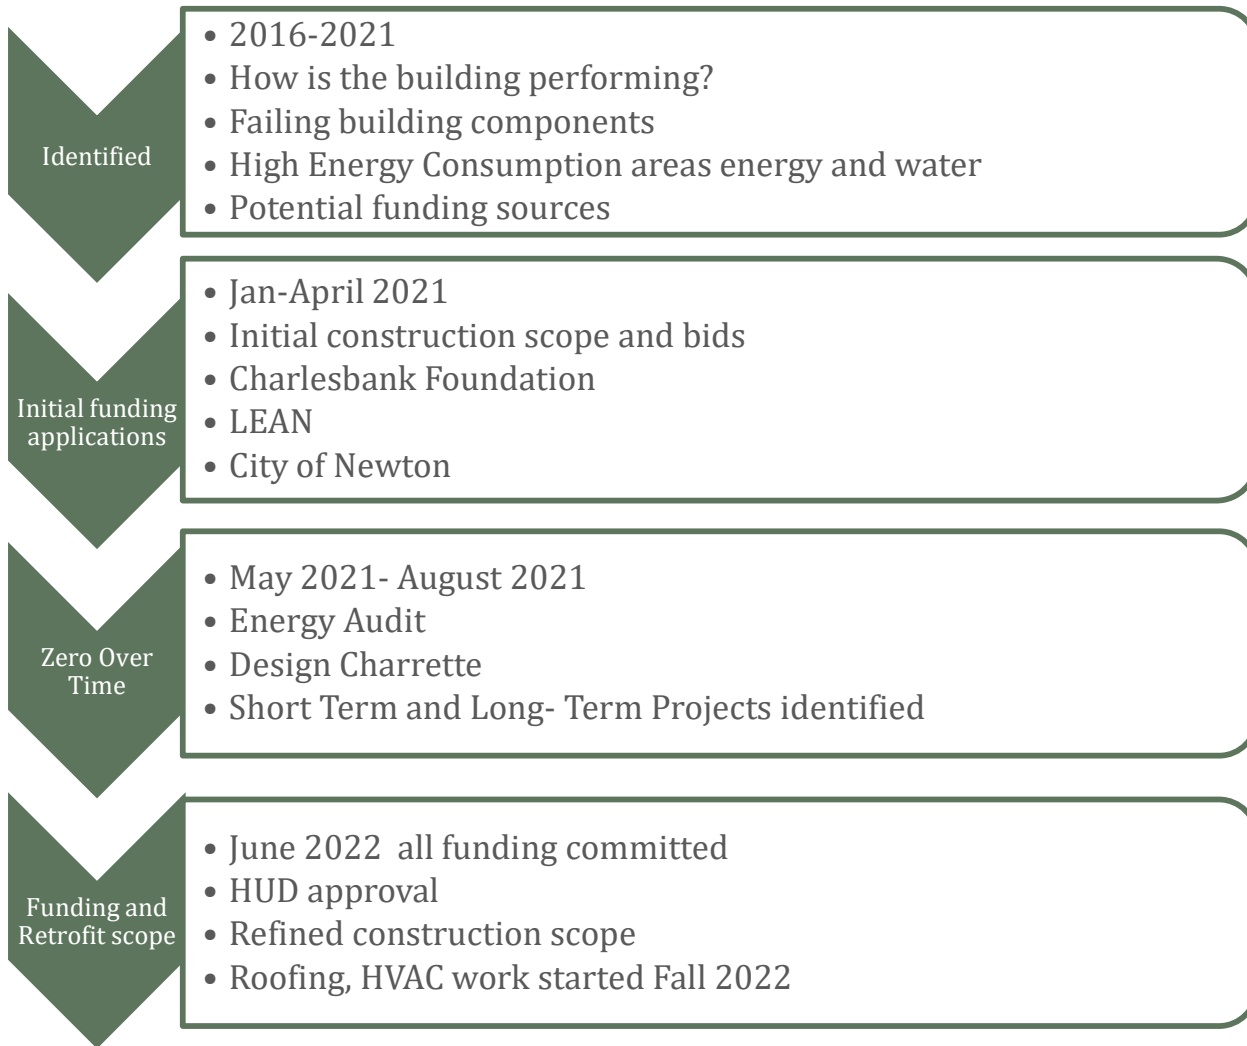 Identified
• 2016-2021
• How is the building performing?
• Failing building components
• High Energy Consumption areas energy and water
• Potential funding sources
Initial funding
applications
• Jan-April 2021
• Initial construction scope and bids
• Charlesbank Foundation
• LEAN
• City of Newton
Zero Over
Time
• May 2021- August 2021
• Energy Audit
• Design Charrette
• Short Term and Long- Term Projects identified
Funding and
Retrofit scope
• June 2022  all funding committed
• HUD approval
• Refined construction scope
• Roofing, HVAC work started Fall 2022